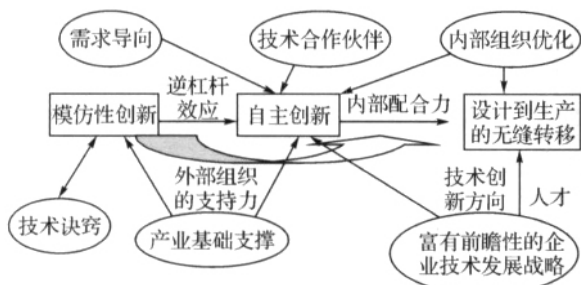 需求导向
技术合作伙伴
内部组织优化
逆杠杆
效应
模仿性创新
自主创新
内部配合力
设计到生产
的无缝转移
外部组织
的支持力
技术创
新方向
人才
技术诀窍
产业基础支撑
富有前瞻性的企
业技术发展战略